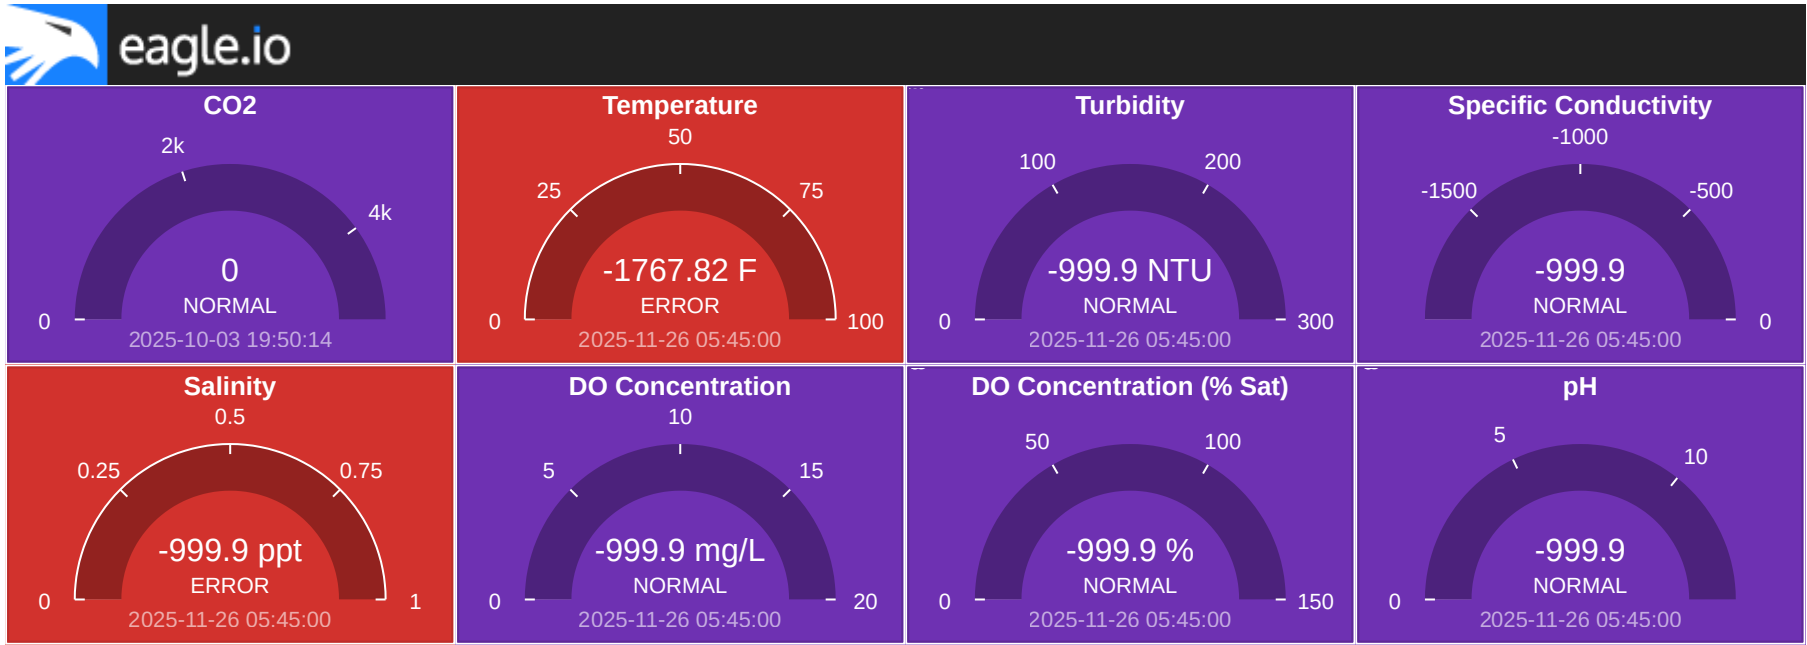 eagle.io
CO2
2k
4k
0
NORMAL
0
2025-10-03 19:50:14
Temperature
50
25
75
-1767.82 F
ERROR
0
100
2025-11-26 05:45:00
Turbidity
100
200
-999.9 NTU
NORMAL
0
300
2025-11-26 05:45:00
Specific Conductivity
-1000
-1500
-500
-999.9
NORMAL
0
2025-11-26 05:45:00
Salinity
0.5
0.25
0.75
-999.9 ppt
ERROR
0
1
2025-11-26 05:45:00
DO Concentration
10
5
15
-999.9 mg/L
NORMAL
0
20
2025-11-26 05:45:00
DO Concentration (% Sat)
50
100
-999.9 %
NORMAL
0
150
2025-11-26 05:45:00
pH
5
10
-999.9
NORMAL
0
2025-11-26 05:45:00